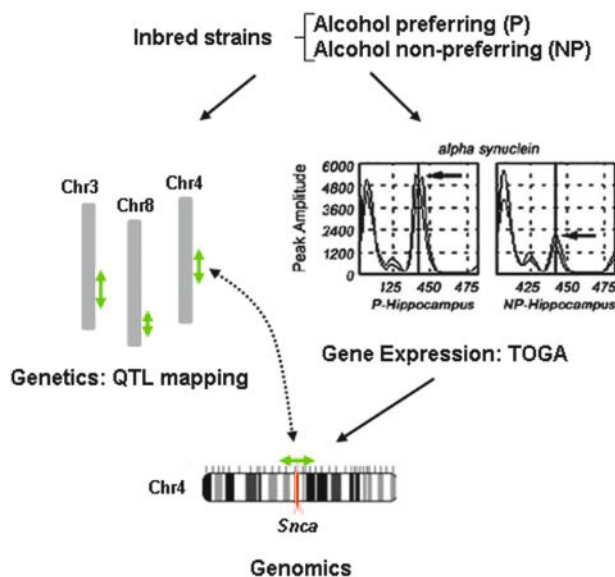 Inbred strains
Alcohol preferring (P)
Alcohol non-preferring (NP)
Chr3
Chr8
Chr4
Genetics: QTL mapping
alpha synuclein
Peak Amplitude
6000
4800
3600
2400
1200
0
125 450 475
P-Hippocampus
425 450 475
NP-Hippocampus
Gene Expression: TOGA
Chr4
Snca
Genomics